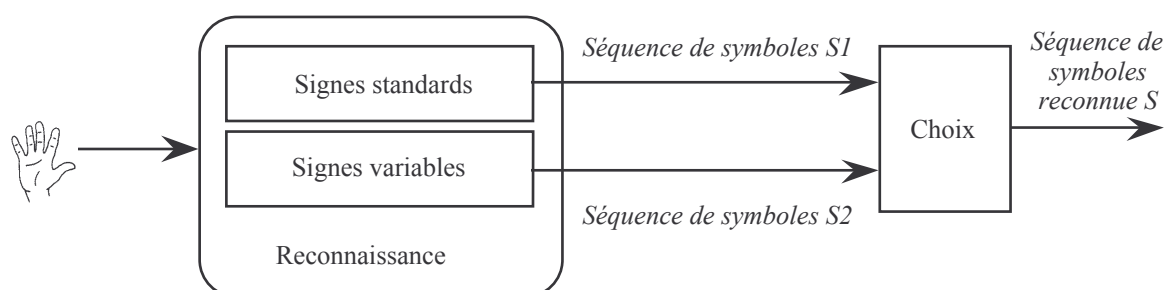 Signes standards
Signes variables
Reconnaissance
Séquence de symboles S1
Séquence de symboles S2
Choix
Séquence de
symboles
reconnue S